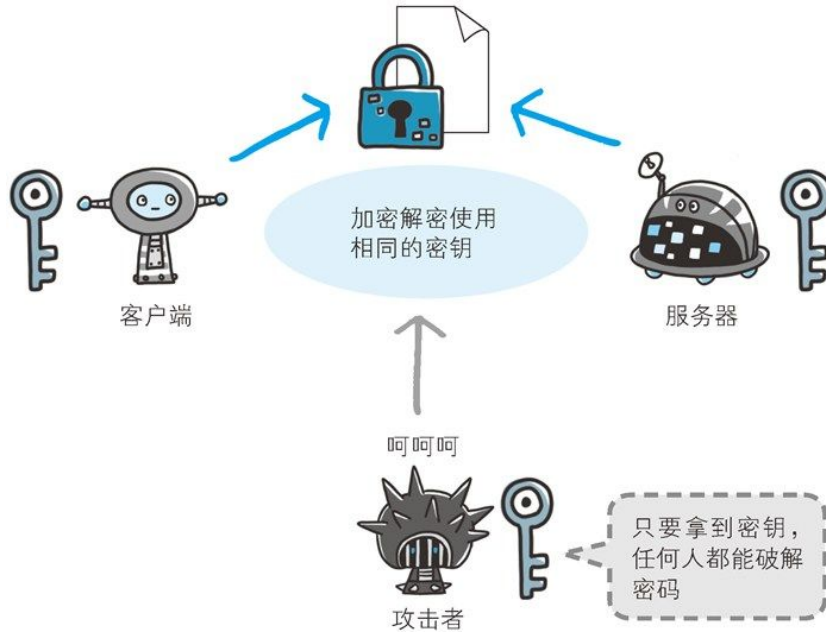 加密解密使用
相同的密钥
客户端
服务器
呵呵呵
只要拿到密钥，
任何人都能破解
密码
攻击者